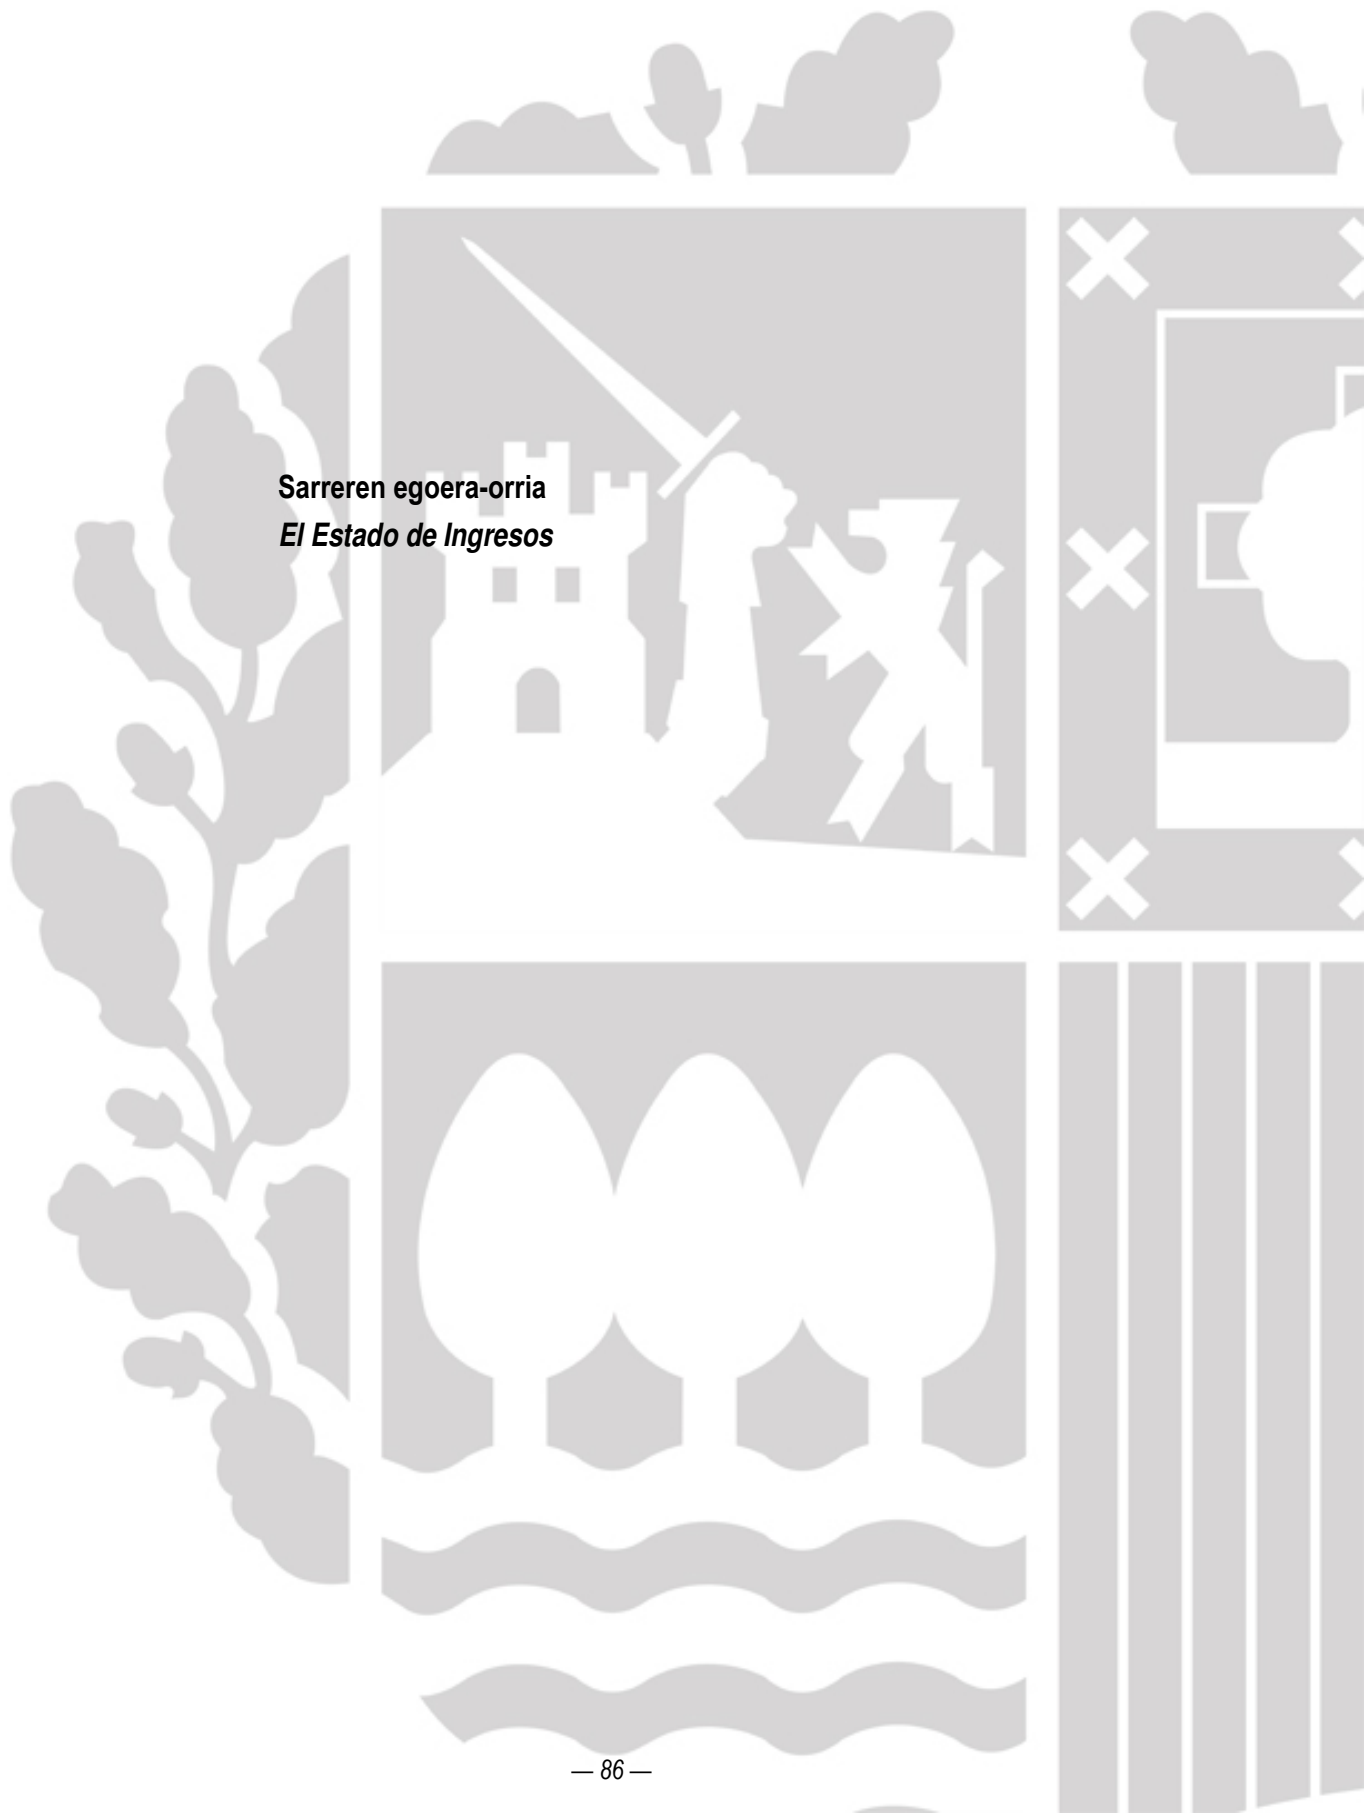 Sarreren egoera-orria
El Estado de Ingresos
— 86 —